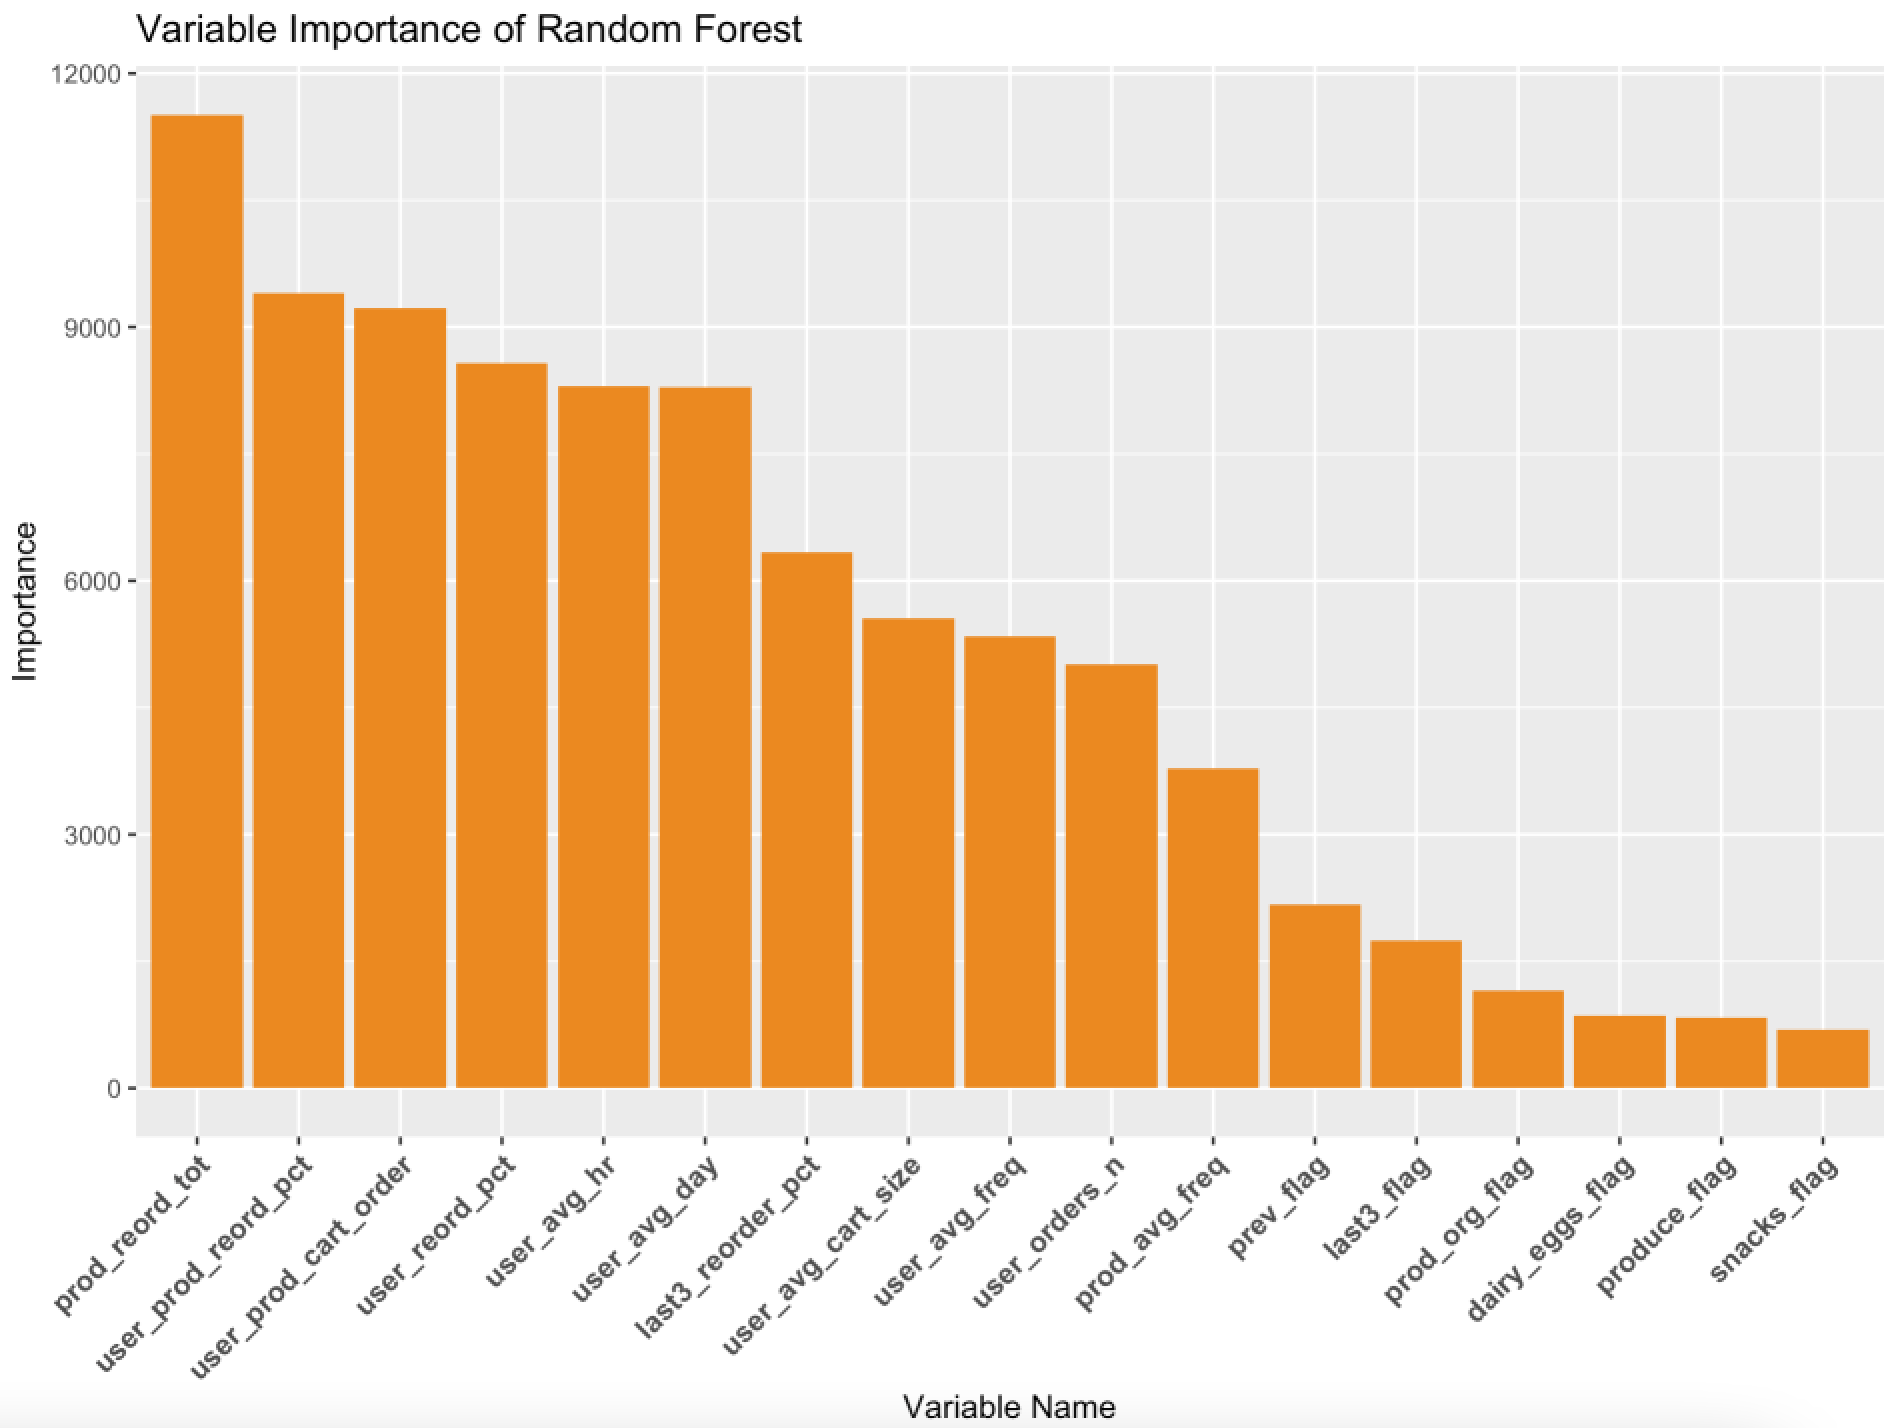 Variable Importance of Random Forest
12000
9000
6000
3000
0
Importance
prod_reord_tot
user_prod_reord_pct
user_prod_cart_order
user_reord_pct
user_avg_hr
user_avg_day
last3_reorder_pct
user_avg_cart_size
user_avg_freq
user_orders_n
prod_avg_freq
prev_flag
last3_flag
prod_org_flag
dairy_eggs_flag
produce_flag
snacks_flag
Variable Name